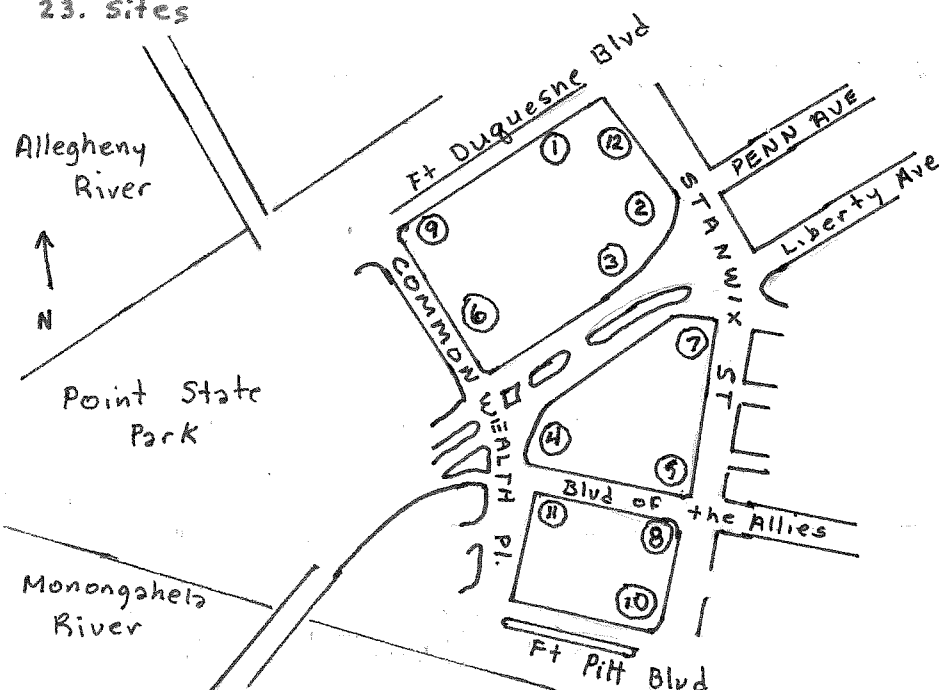 23. Sites
Ft Duquesne Blvd
Allegheny
River
N
PENN AVE
Liberty Ave
STANWIX ST
COMMONWEALTH Pl.
1
12
2
9
3
6
7
4
5
Point State
Park
Blvd of the Allies
11
8
10
Monongahela
River
Ft Pitt Blvd